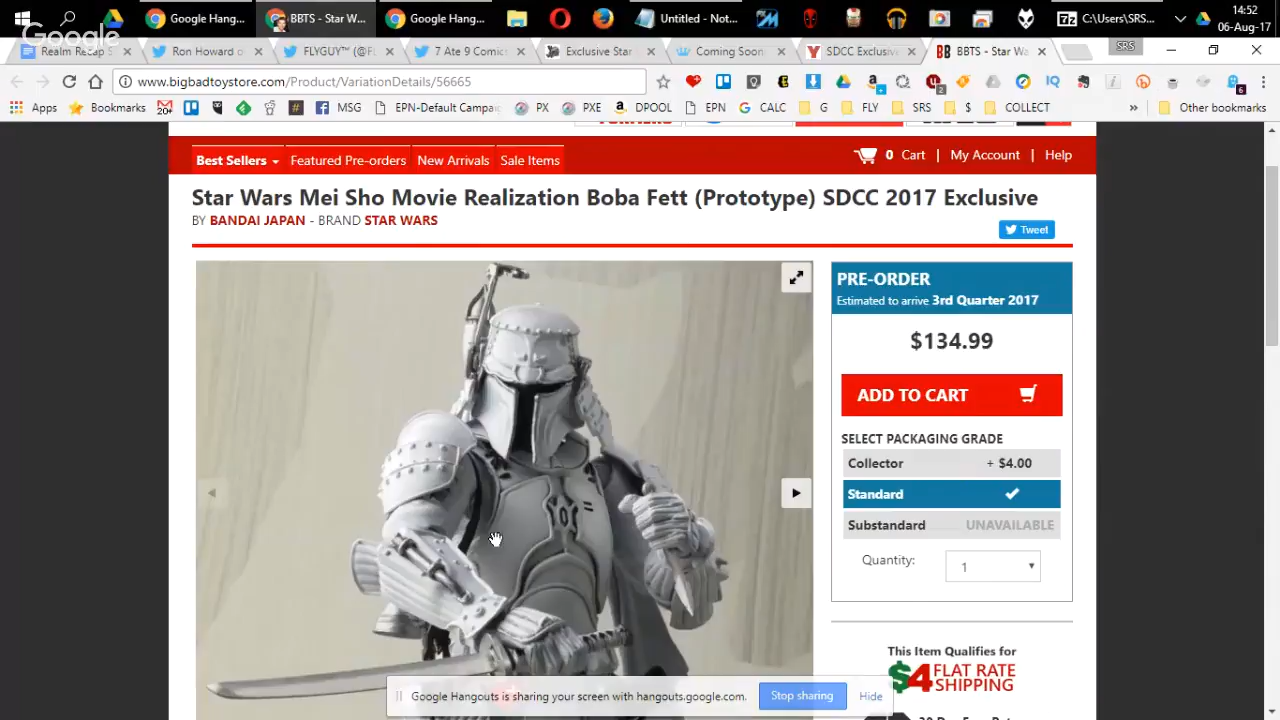 Google Hang...
BBTS - Star W...
Google Hang...
Untitled - Not...
C:\Users\SRS...
14:52
06-Aug-17
Google
Realm Recap 5
Ron Howard o
FLYGUY™ (@FL
7 Ate 9 Comic
Exclusive Star
Coming Soon
SDCC Exclusiv
BBTS - Star Wa
SRS
www.bigbadtoystore.com/Product/VariationDetails/56665
Apps
Bookmarks
20+
MSG
EPN-Default Campai
PX
PXE
DPOOL
EPN
CALC
G
FLY
SRS
$
COLLECT
»
Other bookmarks
Best Sellers
Featured Pre-orders
New Arrivals
Sale Items
0 Cart | My Account | Help
Star Wars Mei Sho Movie Realization Boba Fett (Prototype) SDCC 2017 Exclusive
BY BANDAI JAPAN - BRAND STAR WARS
Tweet
PRE-ORDER
Estimated to arrive 3rd Quarter 2017
$134.99
ADD TO CART
SELECT PACKAGING GRADE
Collector + $4.00
Standard
Substandard UNAVAILABLE
Quantity: 1
This Item Qualifies for
$4 FLAT RATE
SHIPPING
Google Hangouts is sharing your screen with hangouts.google.com.
Stop sharing
Hide